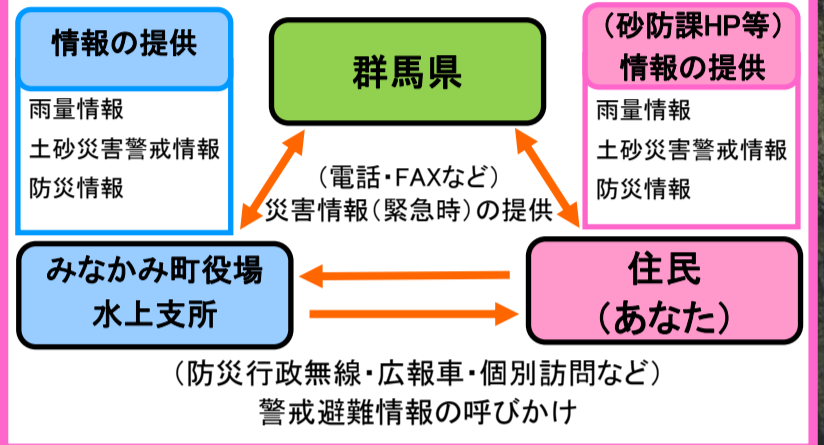 情報の提供
雨量情報
土砂災害警戒情報
防災情報
群馬県
(砂防課HP等)
情報の提供
雨量情報
土砂災害警戒情報
防災情報
(電話・FAXなど)
災害情報(緊急時)の提供
みなかみ町役場
水上支所
住民
(あなた)
(防災行政無線・広報車・個別訪問など)
警戒避難情報の呼びかけ